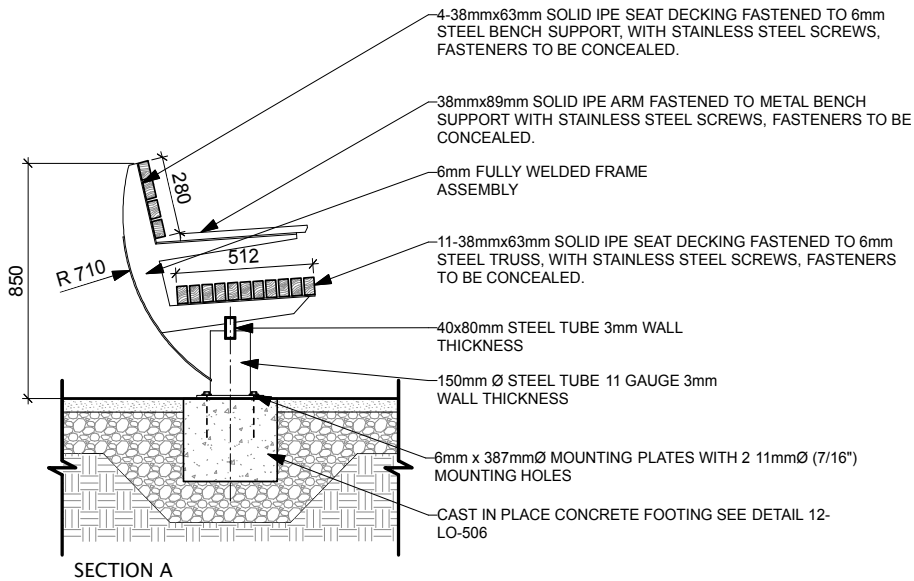 4-38mmx63mm SOLID IPE SEAT DECKING FASTENED TO 6mm
STEEL BENCH SUPPORT, WITH STAINLESS STEEL SCREWS,
FASTENERS TO BE CONCEALED.
38mmx89mm SOLID IPE ARM FASTENED TO METAL BENCH
SUPPORT WITH STAINLESS STEEL SCREWS, FASTENERS TO BE
CONCEALED.
6mm FULLY WELDED FRAME
ASSEMBLY
280
850
R 710
512
11-38mmx63mm SOLID IPE SEAT DECKING FASTENED TO 6mm
STEEL TRUSS, WITH STAINLESS STEEL SCREWS, FASTENERS
TO BE CONCEALED.
40x80mm STEEL TUBE 3mm WALL
THICKNESS
150mm Ø STEEL TUBE 11 GAUGE 3mm
WALL THICKNESS
6mm x 387mmØ MOUNTING PLATES WITH 2 11mmØ (7/16")
MOUNTING HOLES
CAST IN PLACE CONCRETE FOOTING SEE DETAIL 12-
LO-506
SECTION A